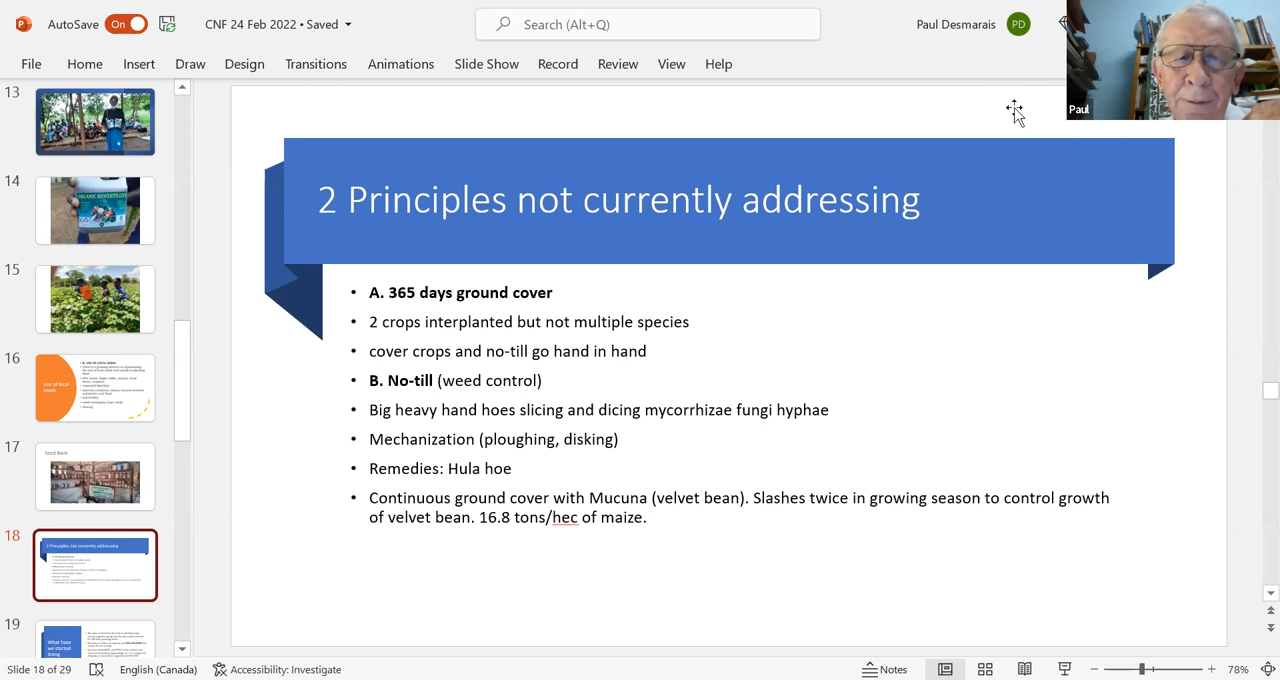 AutoSave On CNF 24 Feb 2022 • Saved Search (Alt+Q) Paul Desmarais PD
File Home Insert Draw Design Transitions Animations Slide Show Record Review View Help
Paul
13
14
15
16
17
Seed Bank
18
2 Principles not currently addressing
19
What have we started doing
2 Principles not currently addressing
• A. 365 days ground cover
• 2 crops interplanted but not multiple species
• cover crops and no-till go hand in hand
• B. No-till (weed control)
• Big heavy hand hoes slicing and dicing mycorrhizae fungi hyphae
• Mechanization (ploughing, disking)
• Remedies: Hula hoe
• Continuous ground cover with Mucuna (velvet bean). Slashes twice in growing season to control growth
of velvet bean. 16.8 tons/hec of maize.
Slide 18 of 29 English (Canada) Accessibility: Investigate Notes 78%